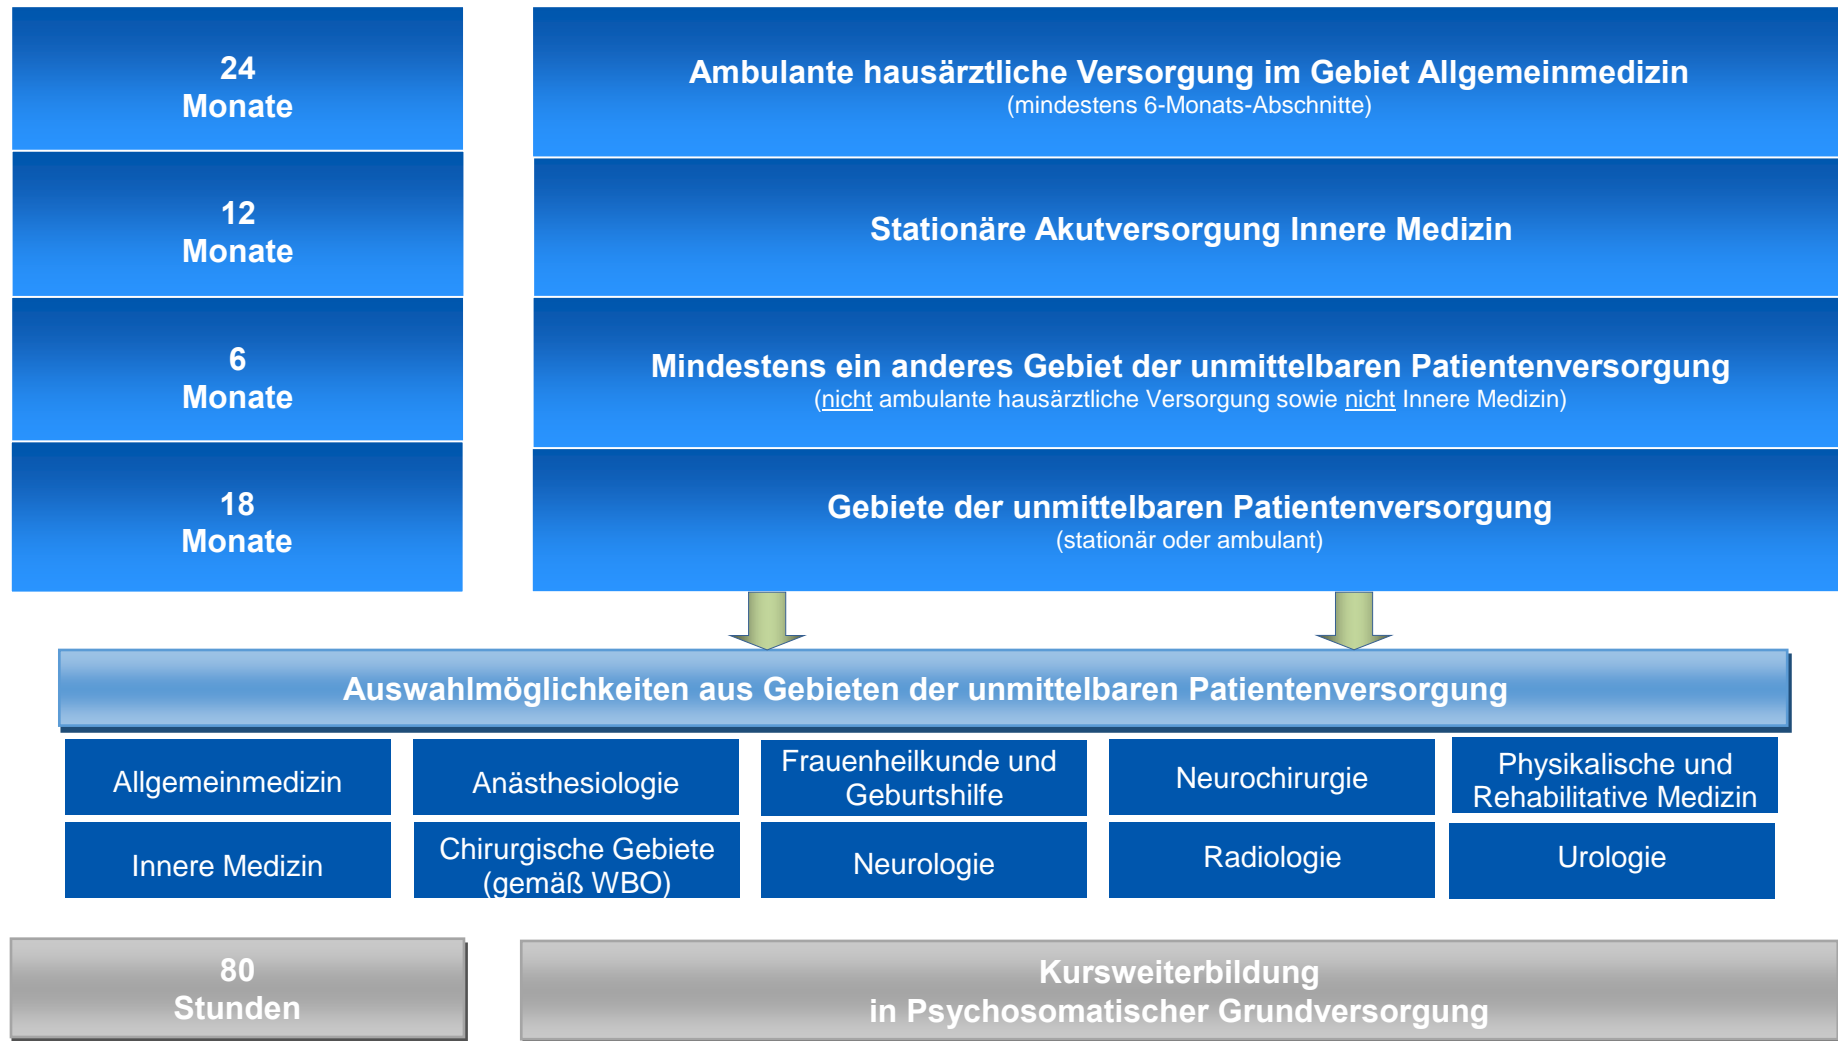 24
Monate
Ambulante hausärztliche Versorgung im Gebiet Allgemeinmedizin
(mindestens 6-Monats-Abschnitte)
12
Monate
Stationäre Akutversorgung Innere Medizin
6
Monate
Mindestens ein anderes Gebiet der unmittelbaren Patientenversorgung
(nicht ambulante hausärztliche Versorgung sowie nicht Innere Medizin)
18
Monate
Gebiete der unmittelbaren Patientenversorgung
(stationär oder ambulant)
Auswahlmöglichkeiten aus Gebieten der unmittelbaren Patientenversorgung
Allgemeinmedizin
Anästhesiologie
Frauenheilkunde und
Geburtshilfe
Neurochirurgie
Physikalische und
Rehabilitative Medizin
Innere Medizin
Chirurgische Gebiete
(gemäß WBO)
Neurologie
Radiologie
Urologie
80
Stunden
Kursweiterbildung
in Psychosomatischer Grundversorgung